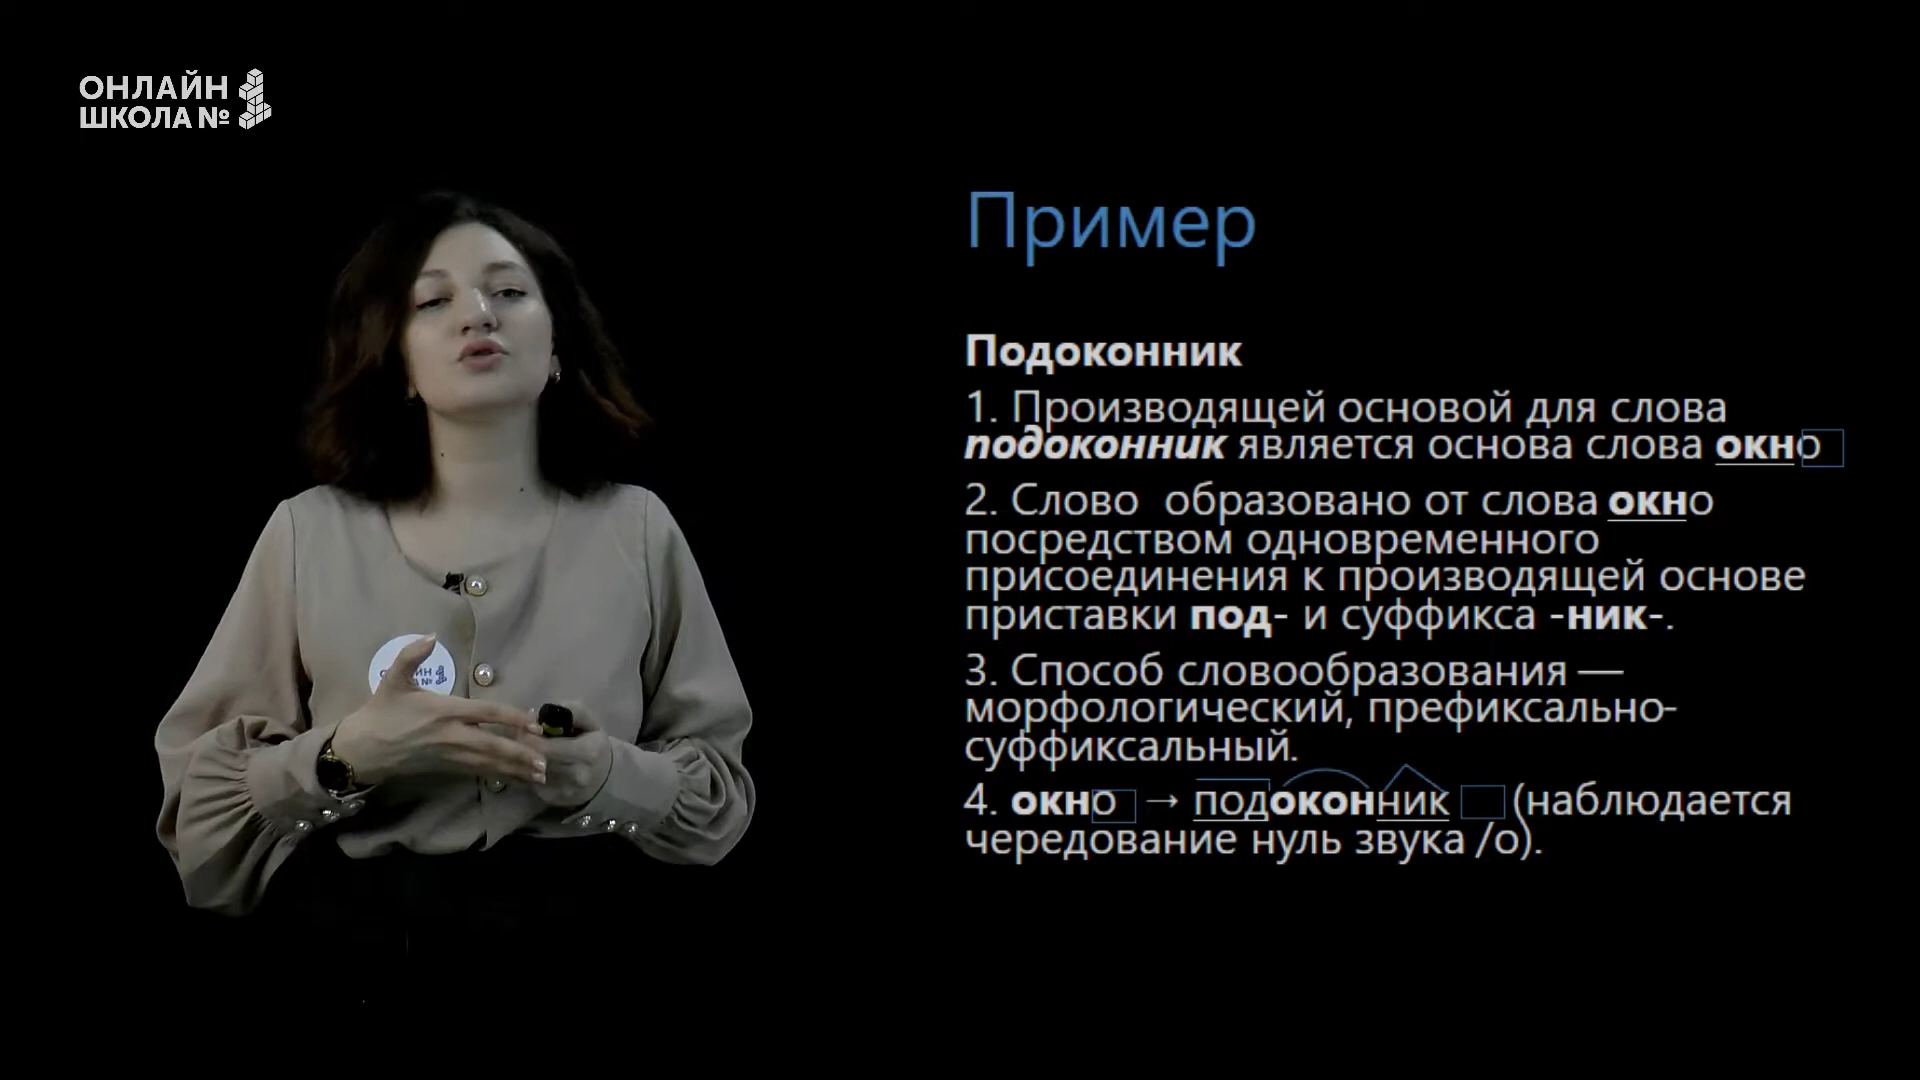 ОНЛАЙН
ШКОЛА №1
Пример
Подоконник
1. Производящей основой для слова
подоконник является основа слова окно
2. Слово образовано от слова окно
посредством одновременного
присоединения к производящей основе
приставки под- и суффикса -ник-.
3. Способ словообразования —
морфологический, префиксально-
суффиксальный.
4. окно → подоконник (наблюдается
чередование нуль звука /о).